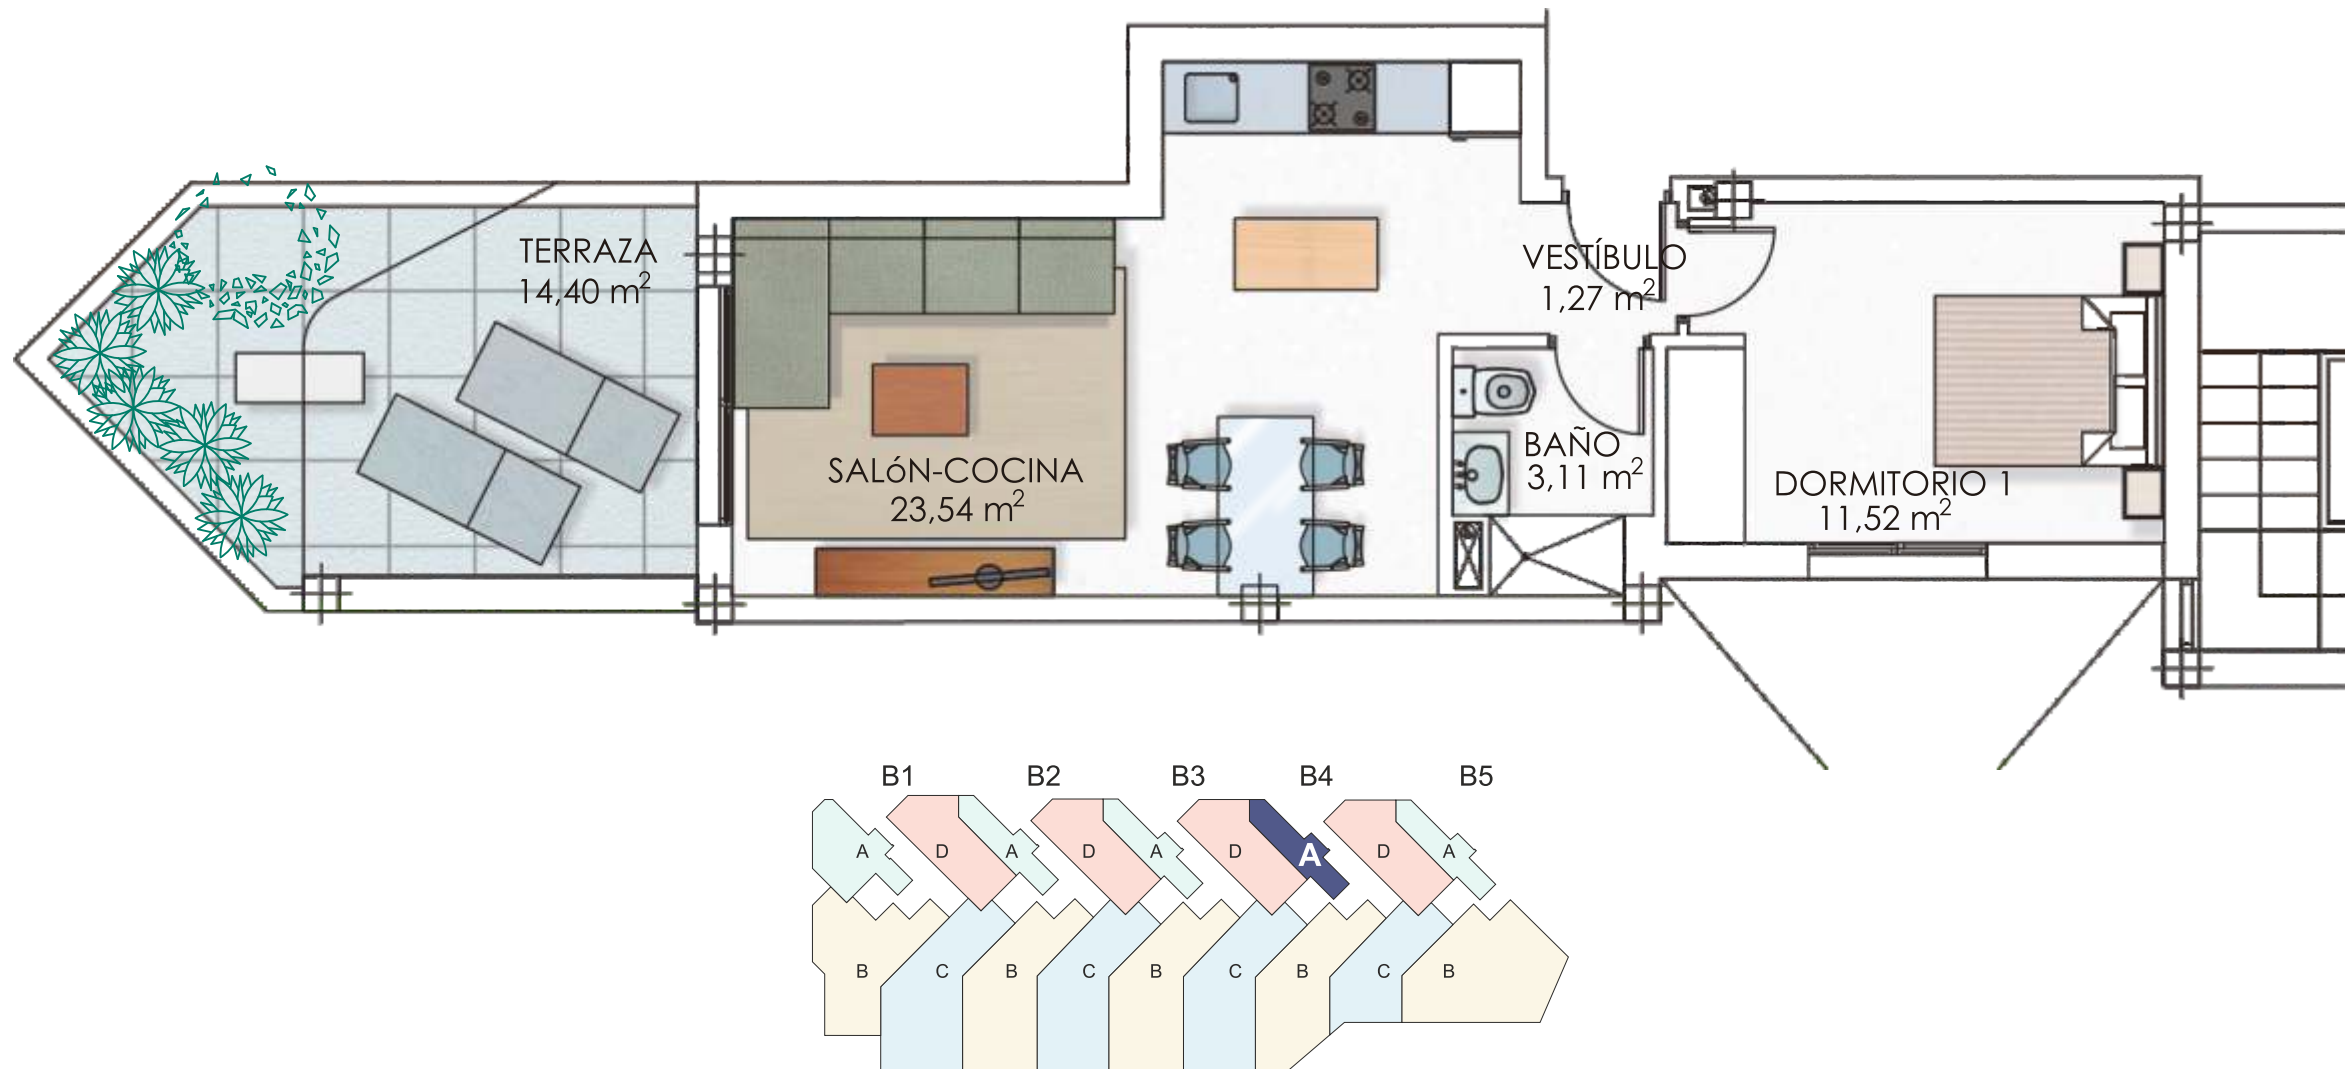 TERRAZA
14,40 m²
VESTÍBULO
1,27 m²
SALóN-COCINA
23,54 m²
BAÑO
3,11 m²
DORMITORIO 1
11,52 m²
B1 B2 B3 B4 B5
A D A D A D A D A
B C B C B C B C B